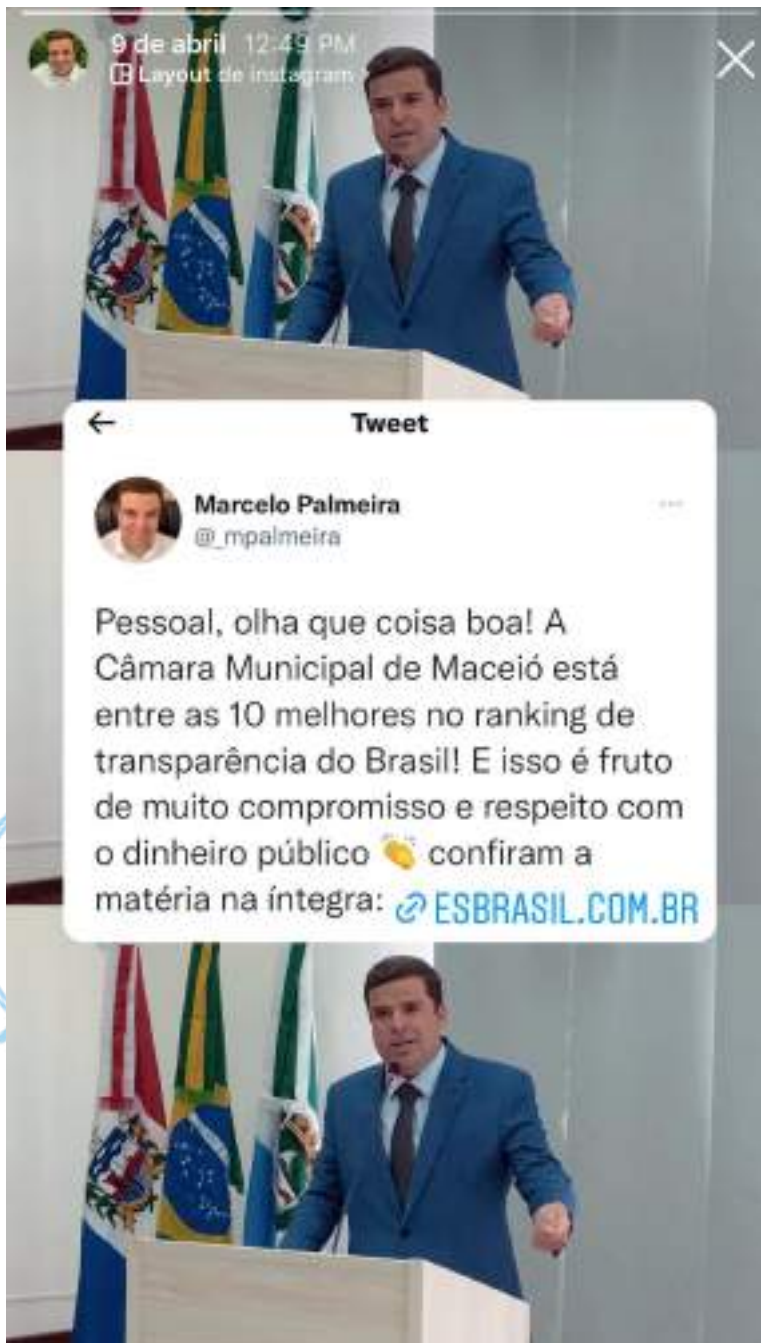 9 de abril 12:49 PM
Layout de instagram
Tweet
Marcelo Palmeira
@_mpalmeira
Pessoal, olha que coisa boa! A
Câmara Municipal de Maceió está
entre as 10 melhores no ranking de
transparência do Brasil! E isso é fruto
de muito compromisso e respeito com
o dinheiro público 👏 confiram a
matéria na íntegra: ESBRASIL.COM.BR